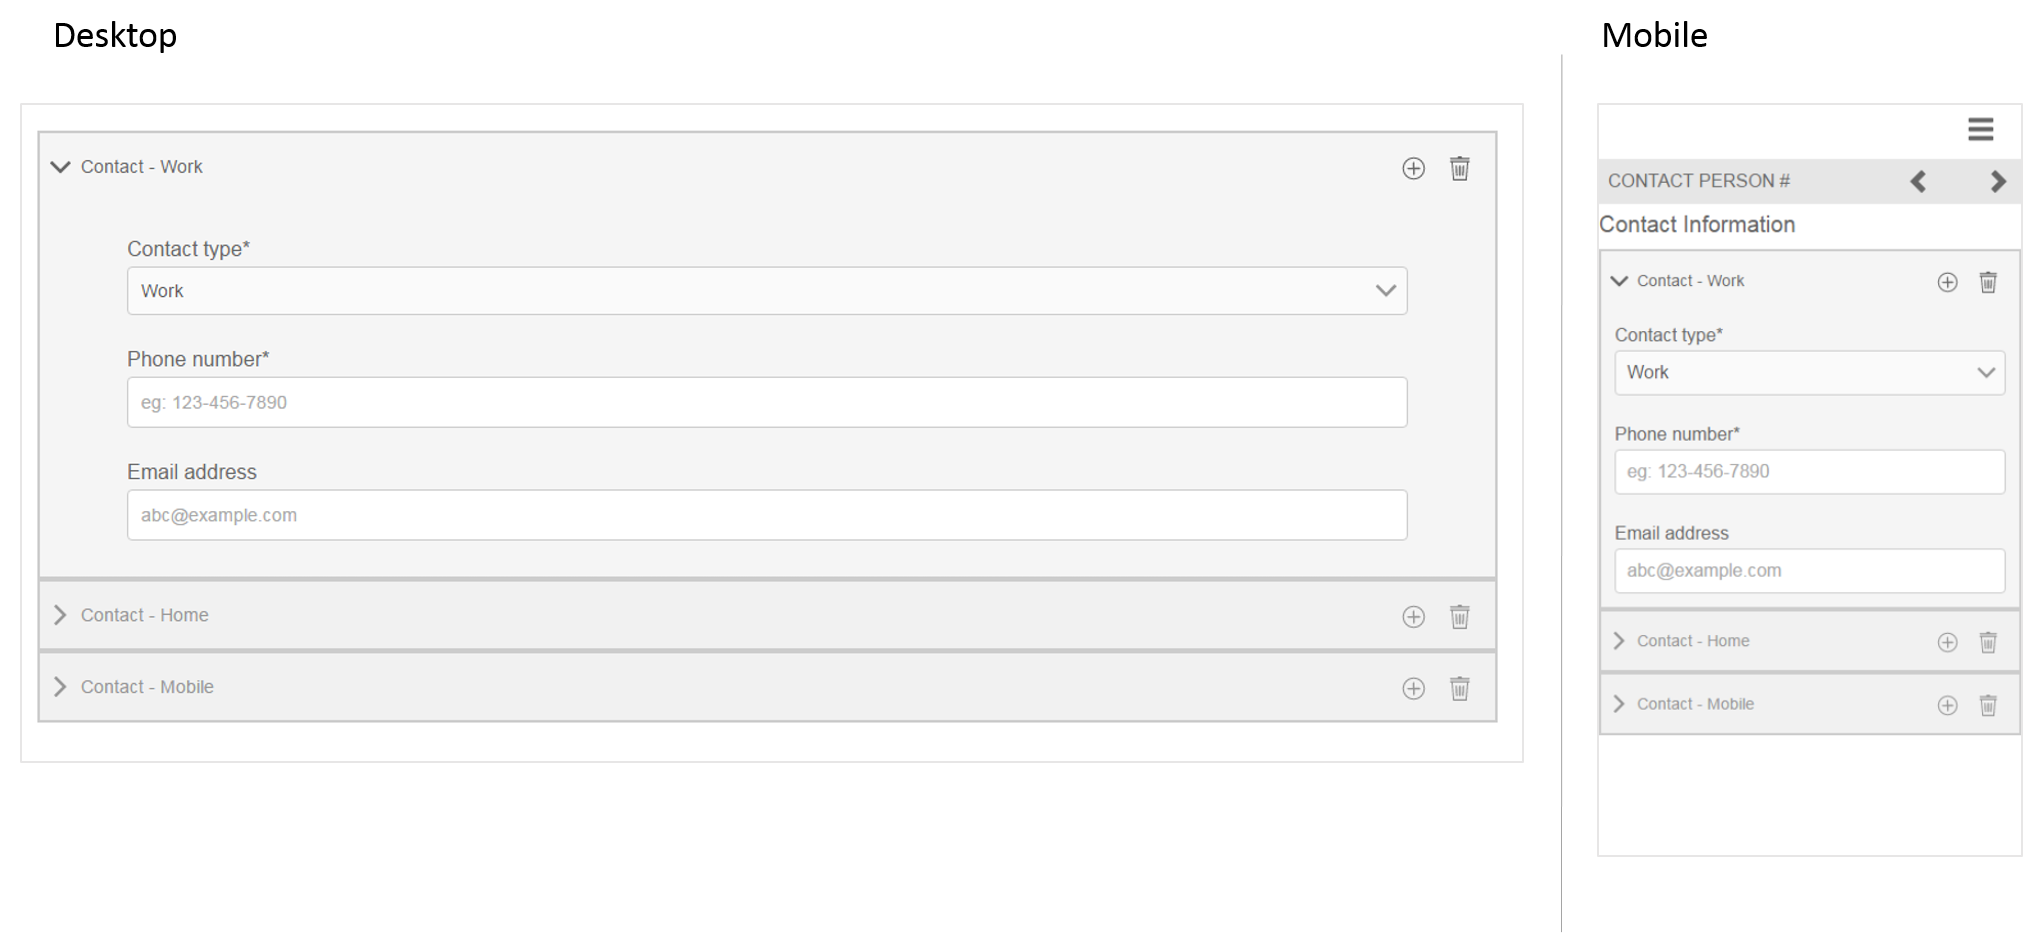 Desktop
Contact - Work
Contact type*
Work
Phone number*
eg: 123-456-7890
Email address
abc@example.com
Contact - Home
Contact - Mobile
Mobile
CONTACT PERSON #
Contact Information
Contact - Work
Contact type*
Work
Phone number*
eg: 123-456-7890
Email address
abc@example.com
Contact - Home
Contact - Mobile